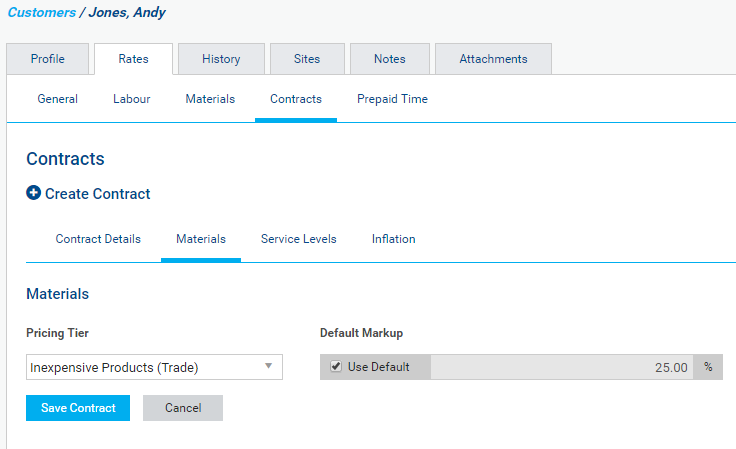 Customers / Jones, Andy
Profile Rates History Sites Notes Attachments
General Labour Materials Contracts Prepaid Time
Contracts
Create Contract
Contract Details Materials Service Levels Inflation
Materials
Pricing Tier Default Markup
Inexpensive Products (Trade) Use Default 25.00 %
Save Contract Cancel